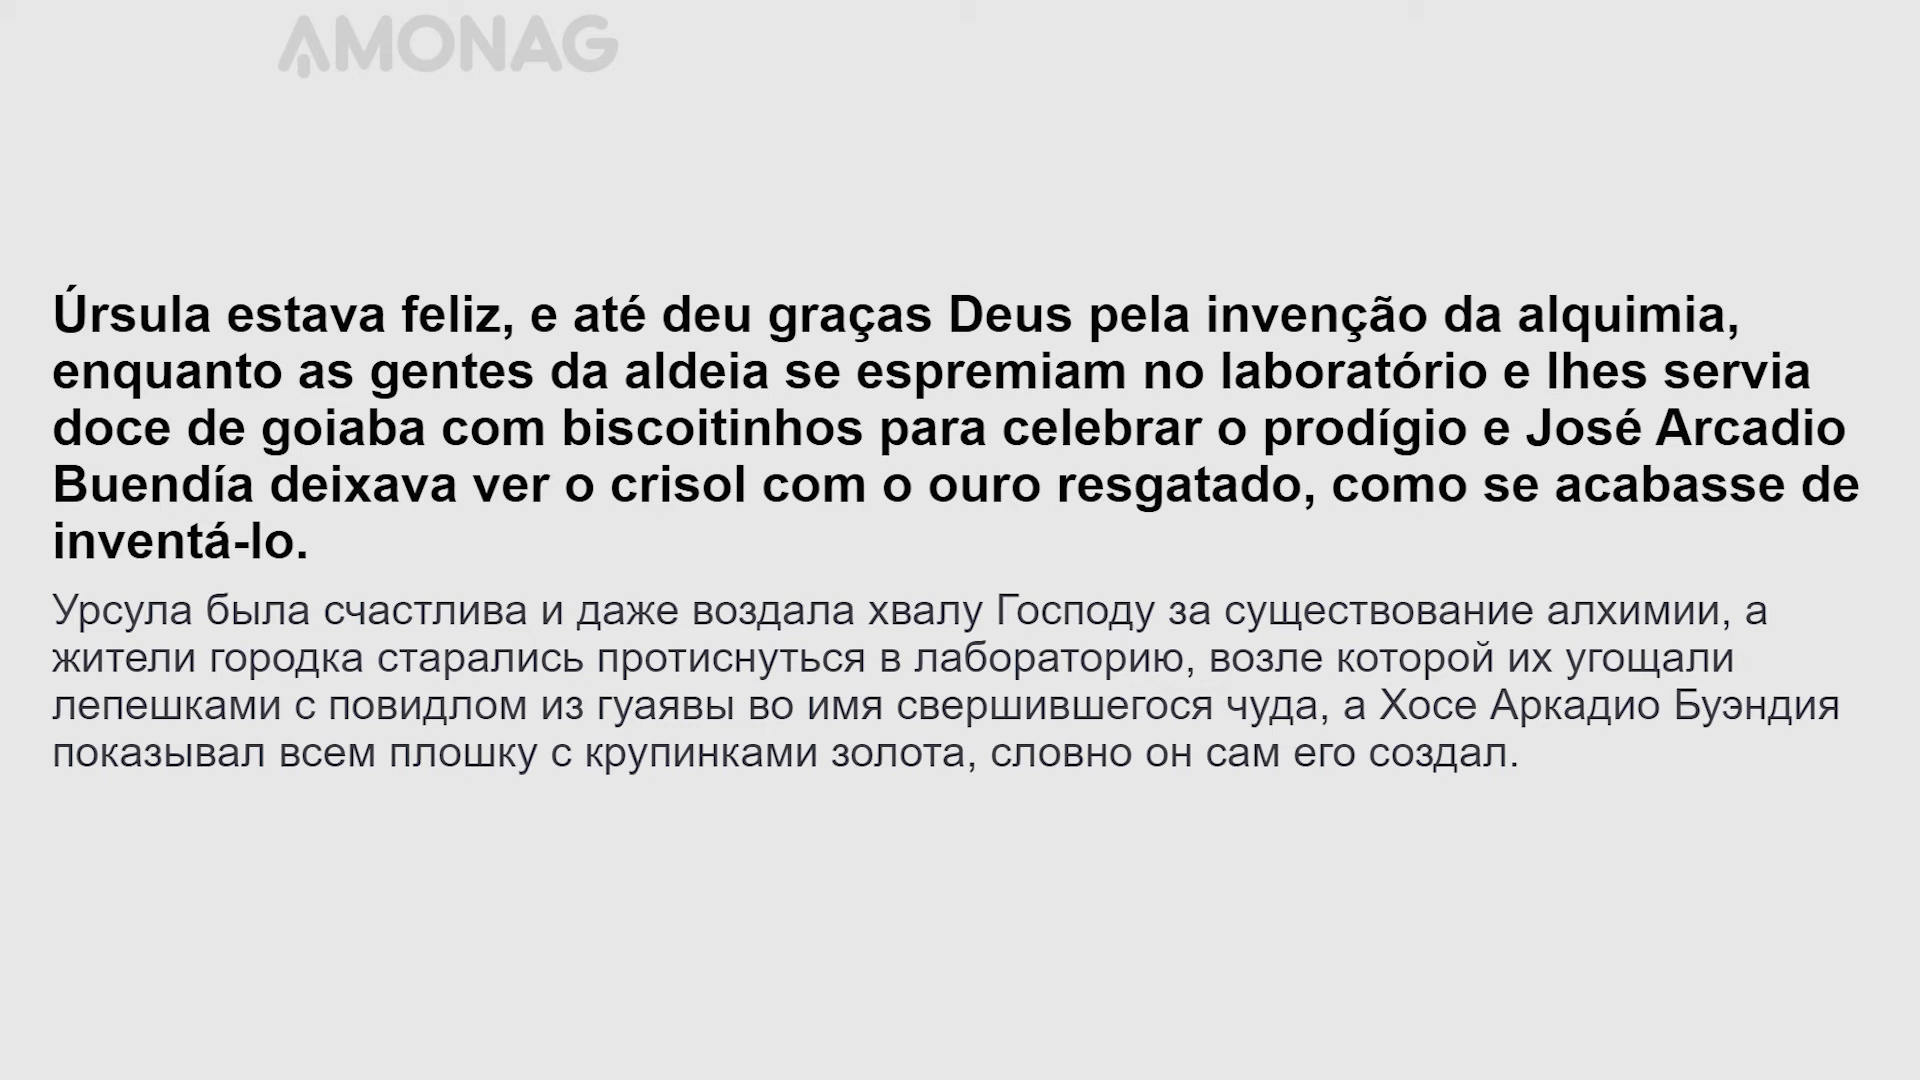 AMONAG
Úrsula estava feliz, e até deu graças Deus pela invenção da alquimia,
enquanto as gentes da aldeia se espremiam no laboratório e lhes servia
doce de goiaba com biscoitinhos para celebrar o prodígio e José Arcadio
Buendía deixava ver o crisol com o ouro resgatado, como se acabasse de
inventá-lo.
Урсула была счастлива и даже воздала хвалу Господу за существование алхимии, а
жители городка старались протиснуться в лабораторию, возле которой их угощали
лепешками с повидлом из гуаявы во имя свершившегося чуда, а Хосе Аркадио Буэндия
показывал всем плошку с крупинками золота, словно он сам его создал.